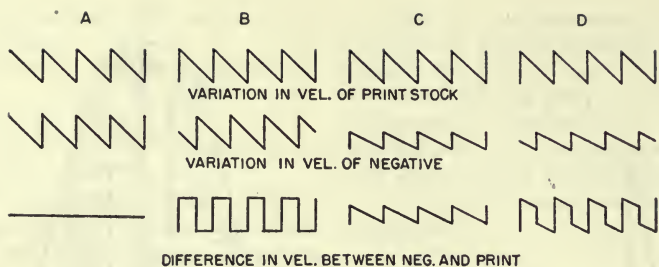 A B C D
VARIATION IN VEL. OF PRINT STOCK
VARIATION IN VEL. OF NEGATIVE
DIFFERENCE IN VEL. BETWEEN NEG. AND PRINT